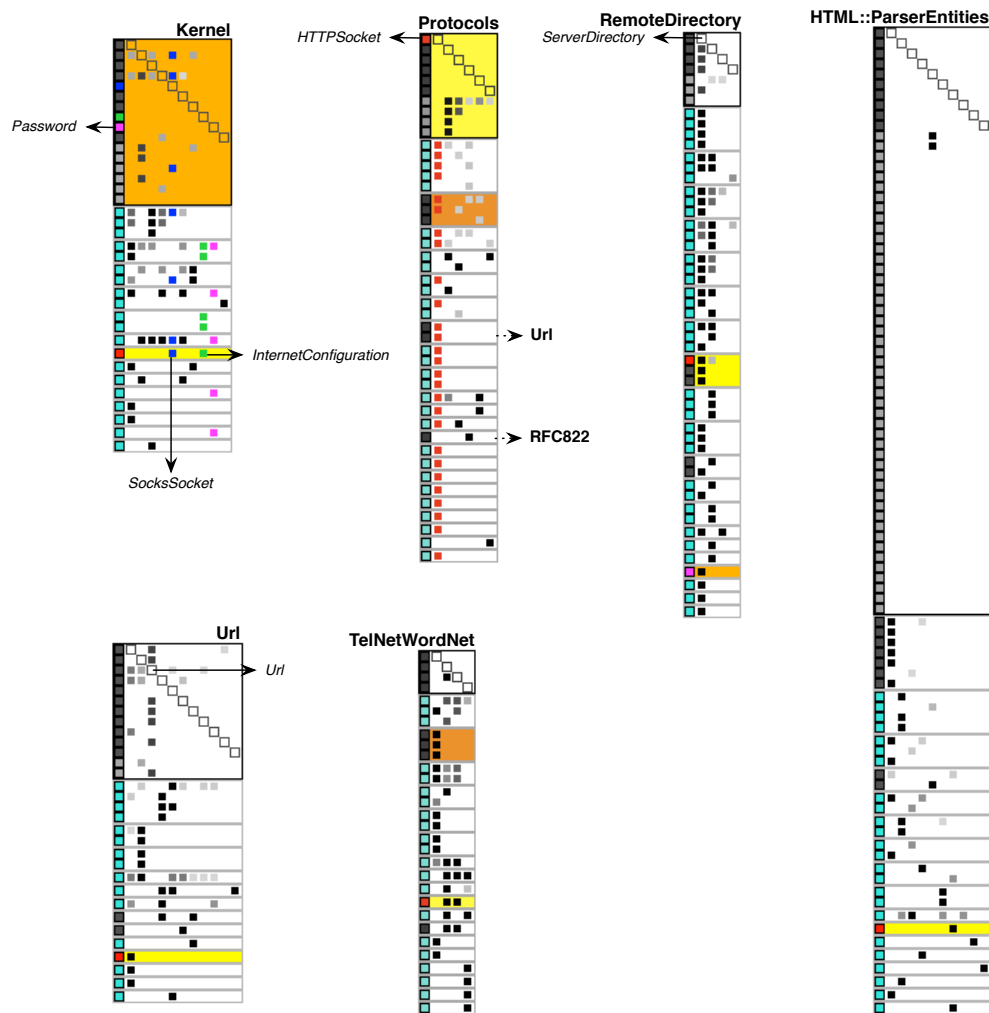 Kernel
Protocols
RemoteDirectory
HTML::ParserEntities
HTTPSocket
ServerDirectory
Password
Url
InternetConfiguration
RFC822
SocksSocket
Url
TelNetWordNet
Url